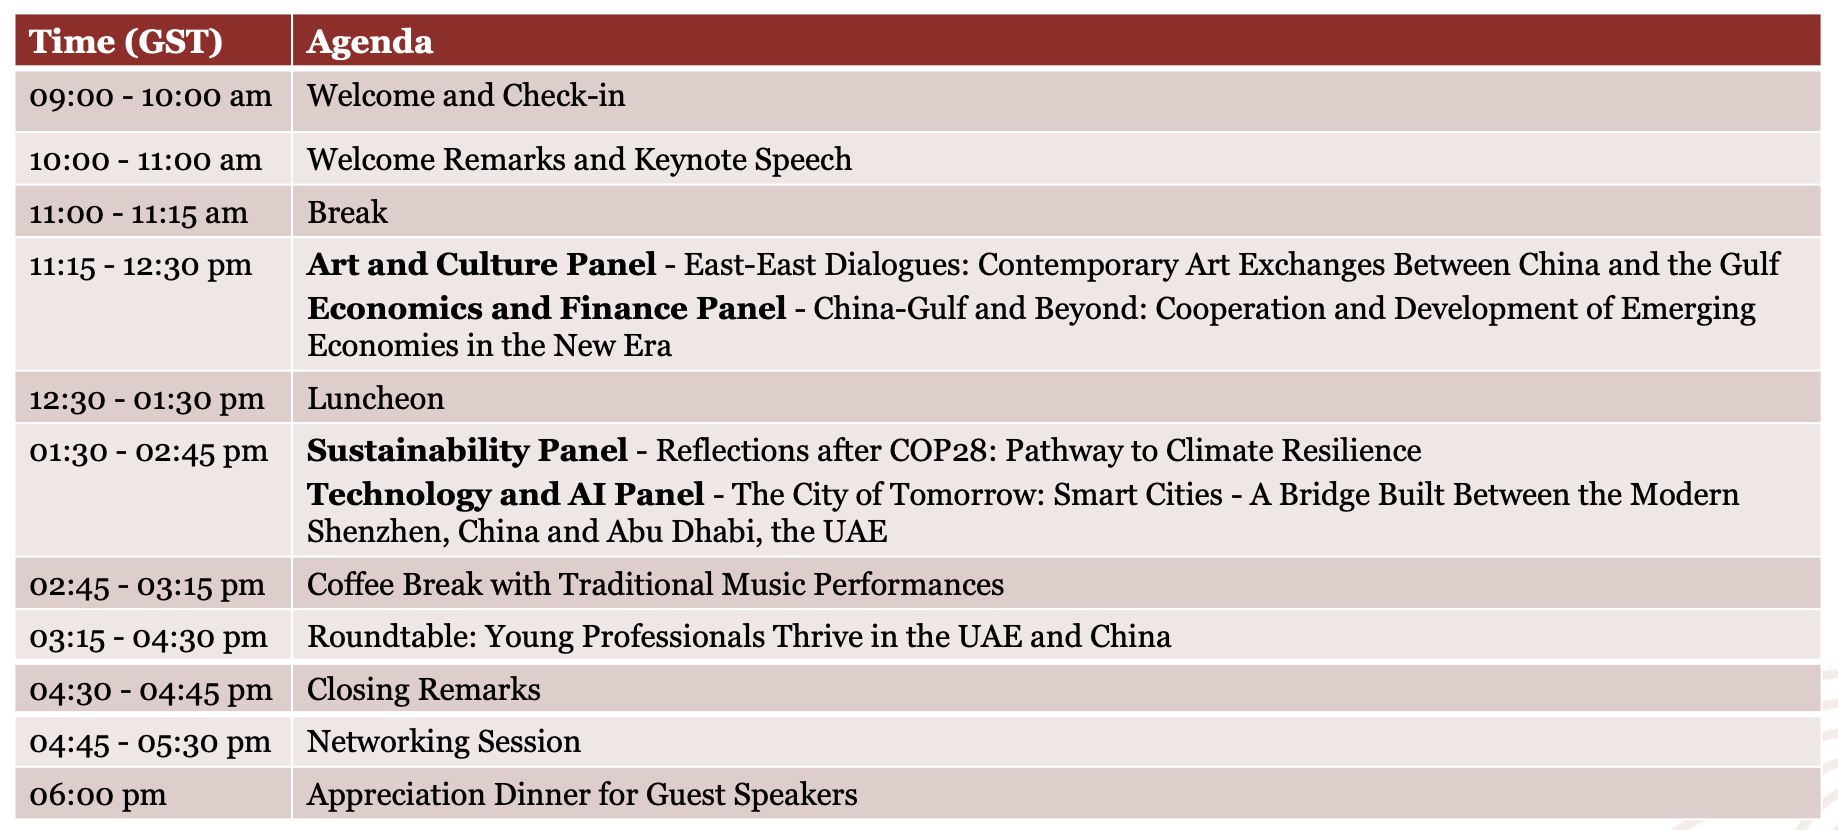 Time (GST) Agenda
09:00 - 10:00 am Welcome and Check-in
10:00 - 11:00 am Welcome Remarks and Keynote Speech
11:00 - 11:15 am Break
11:15 - 12:30 pm Art and Culture Panel - East-East Dialogues: Contemporary Art Exchanges Between China and the Gulf
Economics and Finance Panel - China-Gulf and Beyond: Cooperation and Development of Emerging
Economies in the New Era
12:30 - 01:30 pm Luncheon
01:30 - 02:45 pm Sustainability Panel - Reflections after COP28: Pathway to Climate Resilience
Technology and AI Panel - The City of Tomorrow: Smart Cities - A Bridge Built Between the Modern
Shenzhen, China and Abu Dhabi, the UAE
02:45 - 03:15 pm Coffee Break with Traditional Music Performances
03:15 - 04:30 pm Roundtable: Young Professionals Thrive in the UAE and China
04:30 - 04:45 pm Closing Remarks
04:45 - 05:30 pm Networking Session
06:00 pm Appreciation Dinner for Guest Speakers